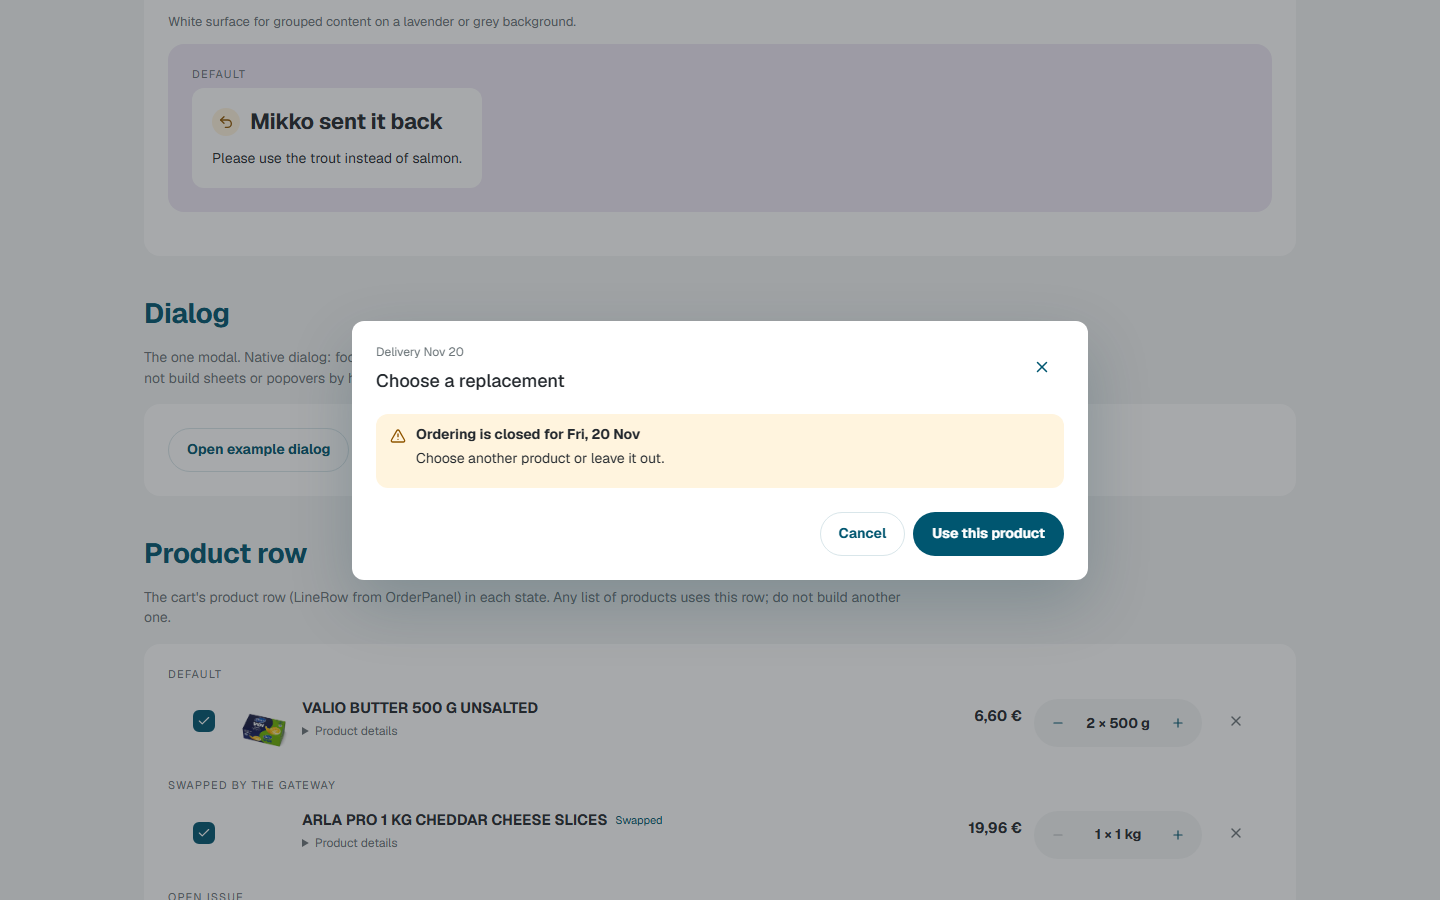 White surface for grouped content on a lavender or grey background.
DEFAULT
Mikko sent it back
Please use the trout instead of salmon.
Dialog
The one modal. Native dialog: foc
not build sheets or popovers by h
Open example dialog
Delivery Nov 20
Choose a replacement
Ordering is closed for Fri, 20 Nov
Choose another product or leave it out.
Cancel
Use this product
Product row
The cart's product row (LineRow from OrderPanel) in each state. Any list of products uses this row; do not build another
one.
DEFAULT
VALIO BUTTER 500 G UNSALTED
Product details
6,60 €
− 2 × 500 g +
SWAPPED BY THE GATEWAY
ARLA PRO 1 KG CHEDDAR CHEESE SLICES Swapped
Product details
19,96 €
− 1 × 1 kg +
OPEN ISSUE